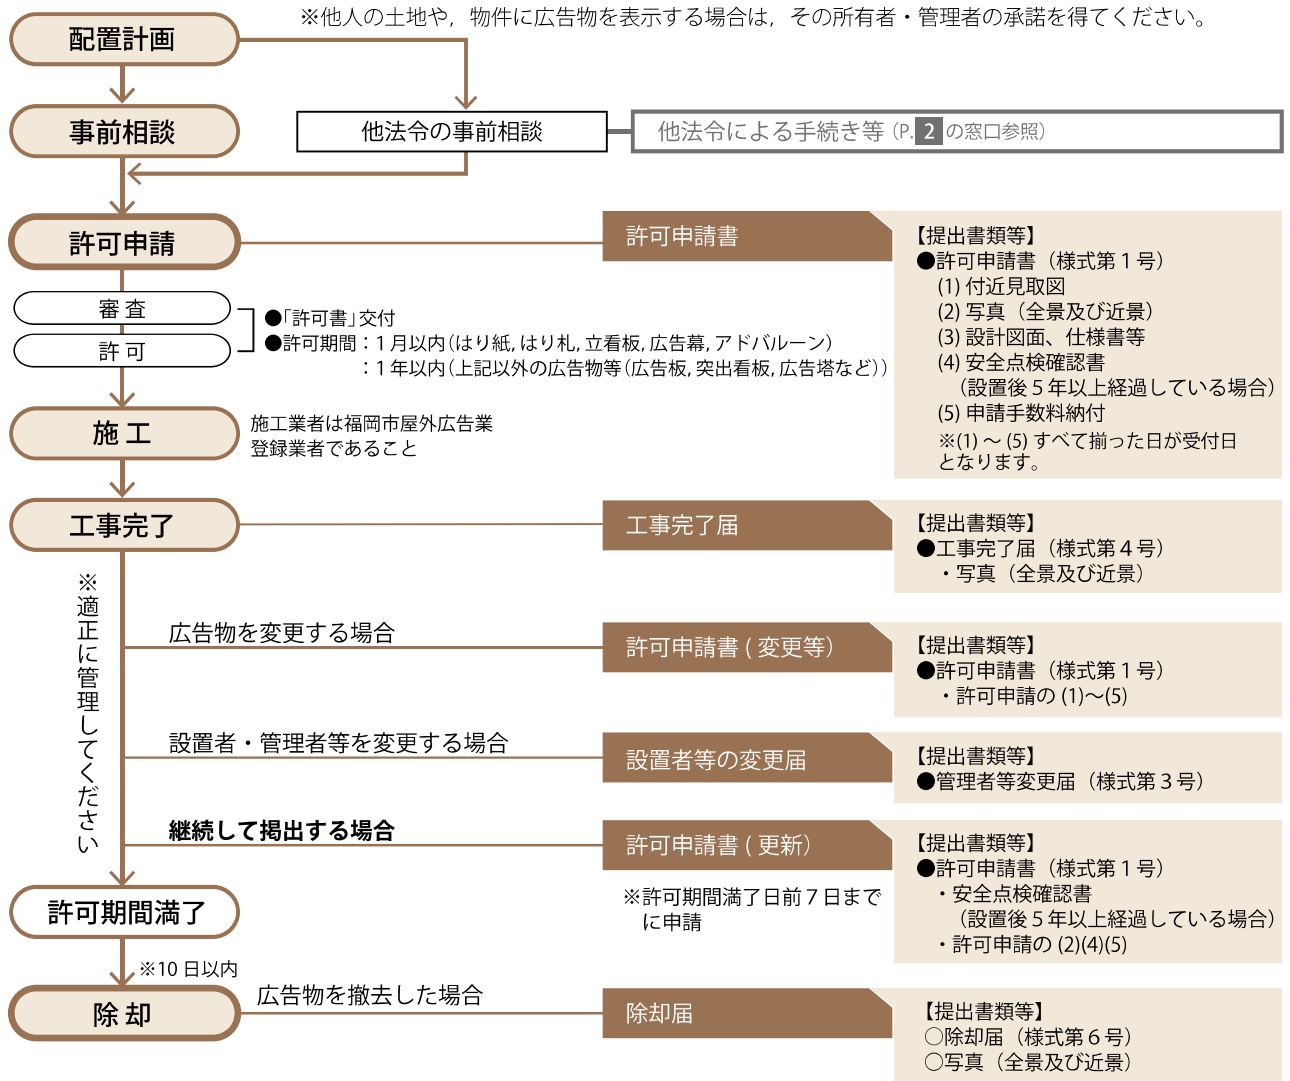 ※他人の土地や，物件に広告物を表示する場合は，その所有者・管理者の承諾を得てください。
配置計画
事前相談
他法令の事前相談
他法令による手続き等（P. 2 の窓口参照）
許可申請
許可申請書
【提出書類等】
●許可申請書（様式第１号）
(1) 付近見取図
(2) 写真（全景及び近景）
(3) 設計図面、仕様書等
(4) 安全点検確認書
（設置後５年以上経過している場合）
(5) 申請手数料納付
※(1) ～ (5) すべて揃った日が受付日
となります。
審 査
許 可
●「許可書」交付
●許可期間：１月以内（はり紙，はり札，立看板，広告幕，アドバルーン）
：１年以内（上記以外の広告物等（広告板，突出看板，広告塔など））
施 工
施工業者は福岡市屋外広告業
登録業者であること
工事完了
工事完了届
【提出書類等】
●工事完了届（様式第４号）
・写真（全景及び近景）
※適正に管理してください
広告物を変更する場合
許可申請書 ( 変更等）
【提出書類等】
●許可申請書（様式第１号）
・許可申請の (1)～(5)
設置者・管理者等を変更する場合
設置者等の変更届
【提出書類等】
●管理者等変更届（様式第３号）
継続して掲出する場合
許可申請書 ( 更新）
※許可期間満了日前７日まで
に申請
【提出書類等】
●許可申請書（様式第１号）
・安全点検確認書
（設置後５年以上経過している場合）
・許可申請の (2)(4)(5)
許可期間満了
※10 日以内
除 却
広告物を撤去した場合
除却届
【提出書類等】
○除却届（様式第６号）
○写真（全景及び近景）